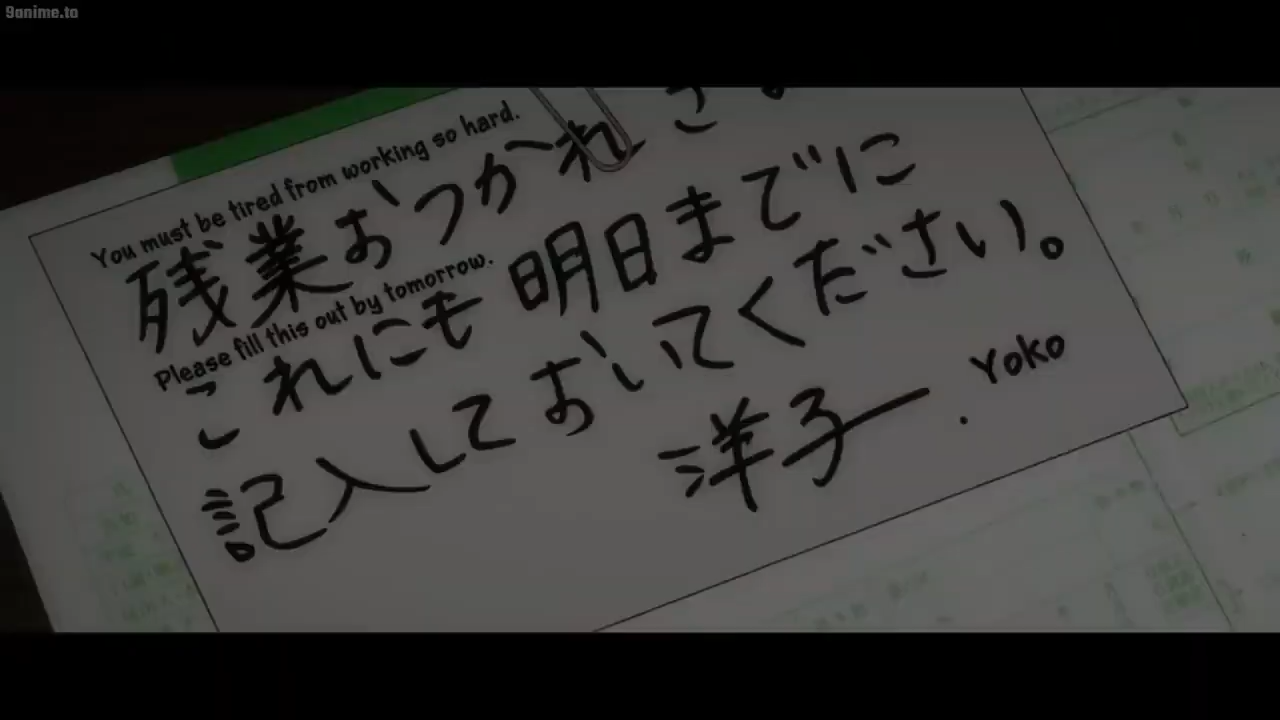 9anime.to
You must be tired from working so hard.
残業おつかれさ
Please fill this out by tomorrow.
これにも明日までに
記入しておいてください。
洋子. Yoko